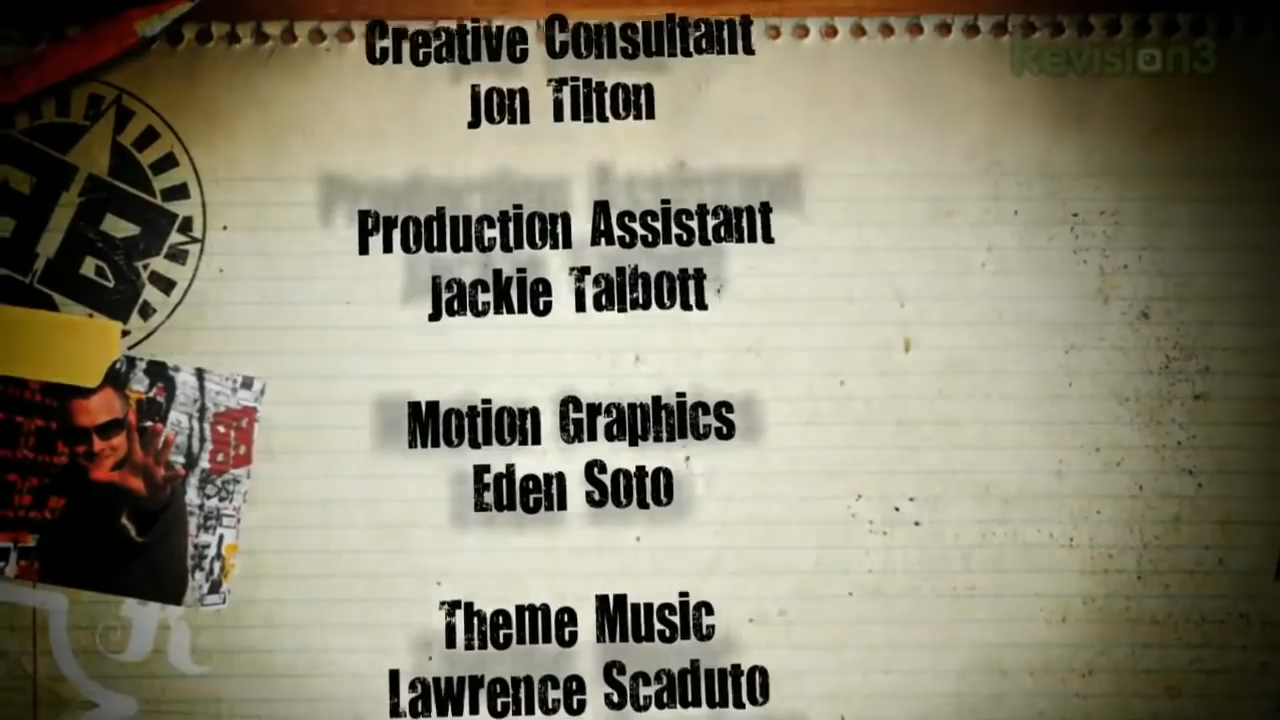 Creative Consultant
Revision3
Jon Tilton
Production Assistant
Jackie Talbott
Motion Graphics
Eden Soto
Theme Music
Lawrence Scaduto